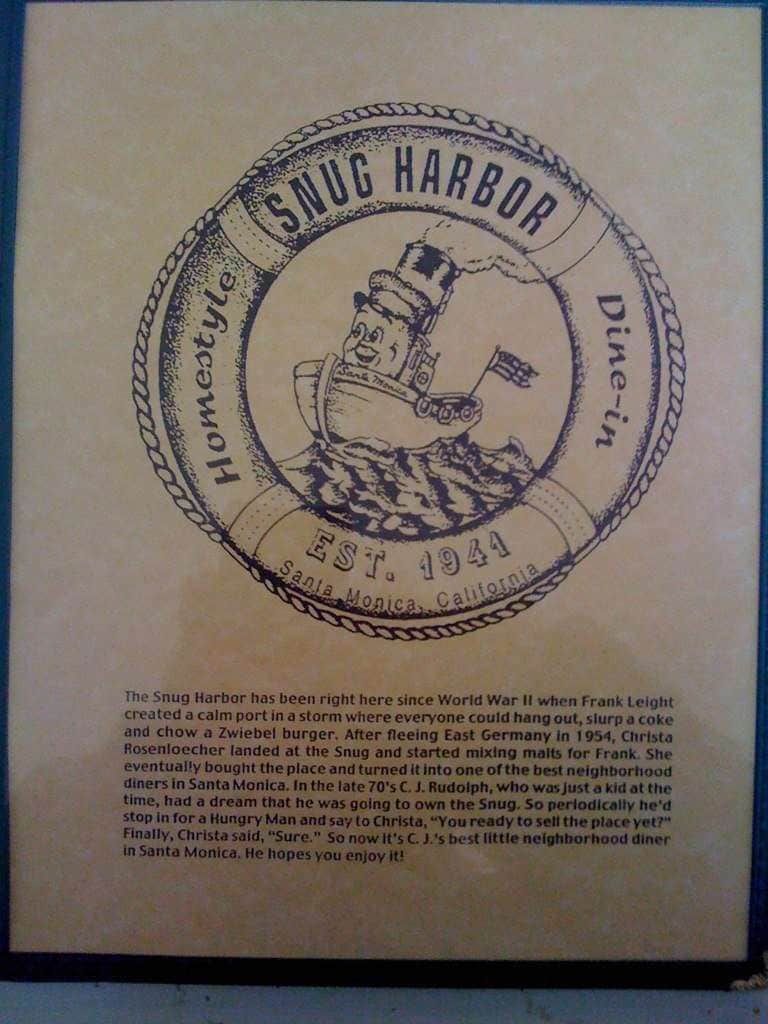 SNUG HARBOR
Homestyle
Dine-in
Santa Monica
EST. 1941
Santa Monica, California
The Snug Harbor has been right here since World War II when Frank Leight
created a calm port in a storm where everyone could hang out, slurp a coke
and chow a Zwiebel burger. After fleeing East Germany in 1954, Christa
Rosenloecher landed at the Snug and started mixing malts for Frank. She
eventually bought the place and turned it into one of the best neighborhood
diners in Santa Monica. In the late 70's C. J. Rudolph, who was just a kid at the
time, had a dream that he was going to own the Snug. So periodically he'd
stop in for a Hungry Man and say to Christa, "You ready to sell the place yet?"
Finally, Christa said, "Sure." So now it's C. J.'s best little neighborhood diner
in Santa Monica. He hopes you enjoy it!